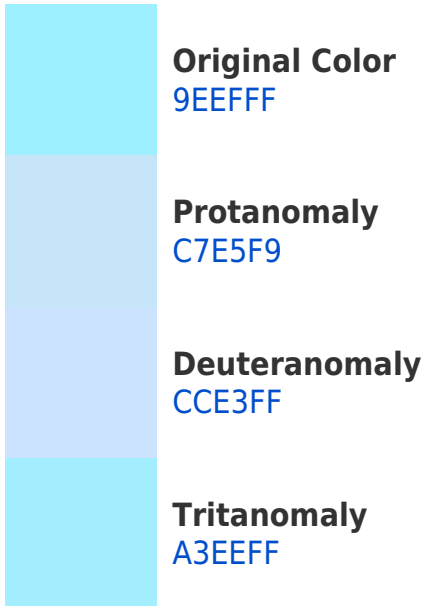 Original Color
9EEFFF
Protanomaly
C7E5F9
Deuteranomaly
CCE3FF
Tritanomaly
A3EEFF